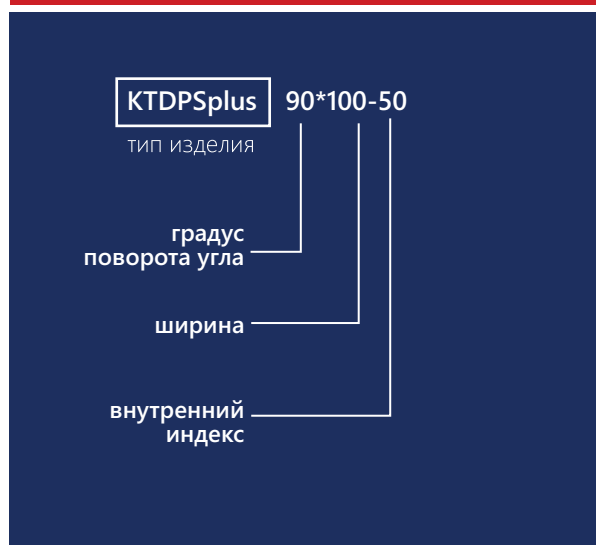 KTDPSplus 90*100-50
тип изделия
градус
поворота угла
ширина
внутренний
индекс